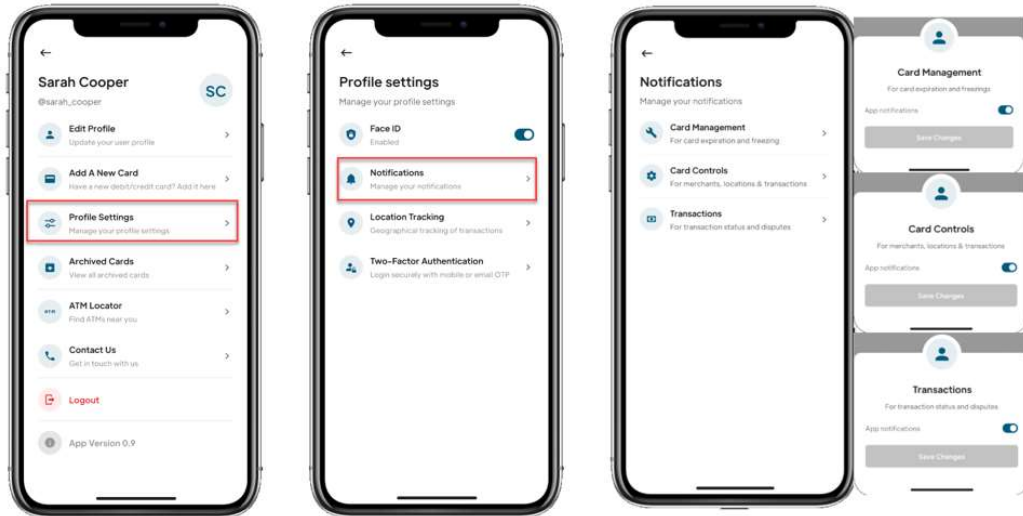 Sarah Cooper
@sarah_cooper
SC
Edit Profile
Update your user profile
Add A New Card
Have a new debit/credit card? Add it here
Profile Settings
Manage your profile settings
Archived Cards
View all archived cards
ATM
ATM Locator
Find ATMs near you
Contact Us
Get in touch with us
Logout
App Version 0.9
Profile settings
Manage your profile settings
Face ID
Enabled
Notifications
Manage your notifications
Location Tracking
Geographical tracking of transactions
Two-Factor Authentication
Login securely with mobile or email OTP
Notifications
Manage your notifications
Card Management
For card expiration and freezing
Card Controls
For merchants, locations & transactions
Transactions
For transaction status and disputes
Card Management
For card expiration and freezings
App notifications
Save Changes
Card Controls
For merchants, locations & transactions
App notifications
Save Changes
Transactions
For transaction status and disputes
App notifications
Save Changes